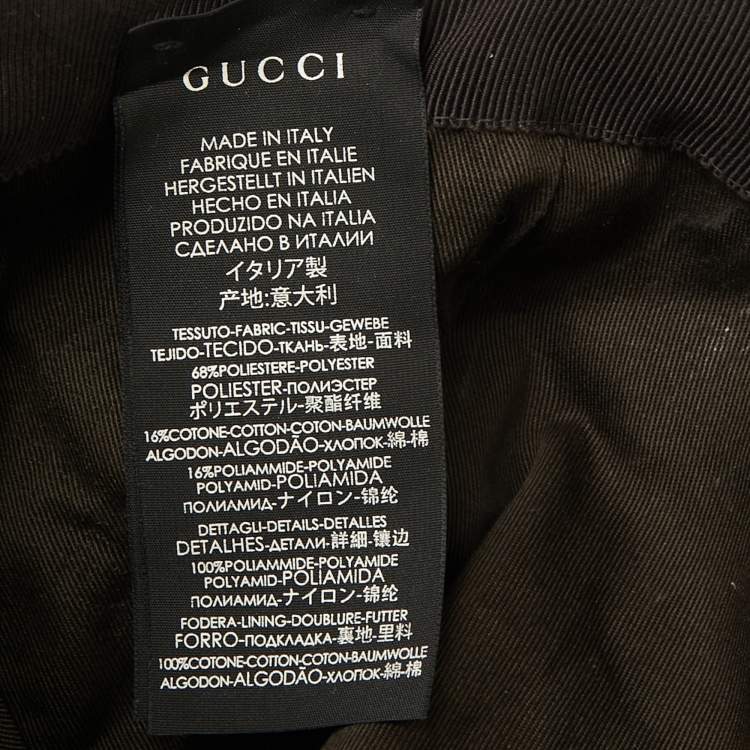 GUCCI
MADE IN ITALY
FABRIQUE EN ITALIE
HERGESTELLT IN ITALIEN
HECHO EN ITALIA
PRODUZIDO NA ITALIA
СДЕЛАНО В ИТАЛИИ
イタリア製
产地:意大利
TESSUTO-FABRIC-TISSU-GEWEBE
TEJIDO-TECIDO-ТКАНЬ-表地-面料
68%POLIESTERE-POLYESTER
POLIESTER-ПОЛИЭСТЕР
ポリエステル-聚酯纤维
16%COTONE-COTTON-COTON-BAUMWOLLE
ALGODON-ALGODÃO-ХЛОПОК-綿-棉
16%POLIAMMIDE-POLYAMIDE
POLYAMID-POLIAMIDA
ПОЛИАМИД-ナイロン-锦纶
DETTAGLI-DETAILS-DETALLES
DETALHES-ДЕТАЛИ-詳細-镶边
100%POLIAMMIDE-POLYAMIDE
POLYAMID-POLIAMIDA
ПОЛИАМИД-ナイロン-锦纶
FODERA-LINING-DOUBLURE-FUTTER
FORRO-ПОДКЛАДКА-裏地-里料
100%COTONE-COTTON-COTON-BAUMWOLLE
ALGODON-ALGODÃO-ХЛОПОК-綿-棉